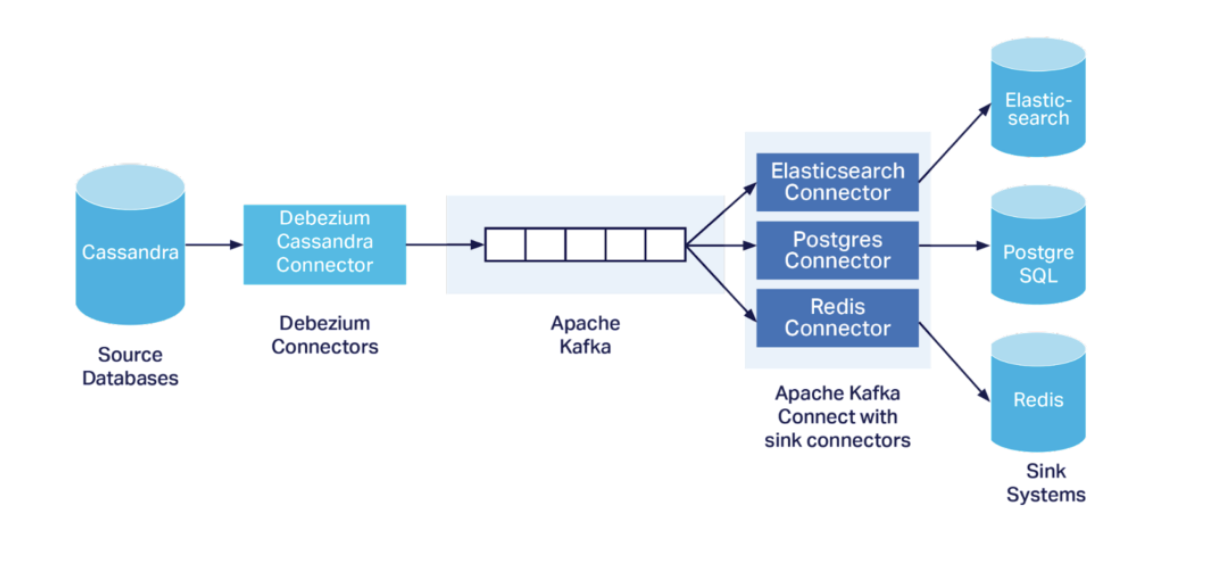 Cassandra
Source
Databases
Debezium
Cassandra
Connector
Debezium
Connectors
Apache
Kafka
Elasticsearch
Connector
Postgres
Connector
Redis
Connector
Apache Kafka
Connect with
sink connectors
Elastic-
search
Postgre
SQL
Redis
Sink
Systems